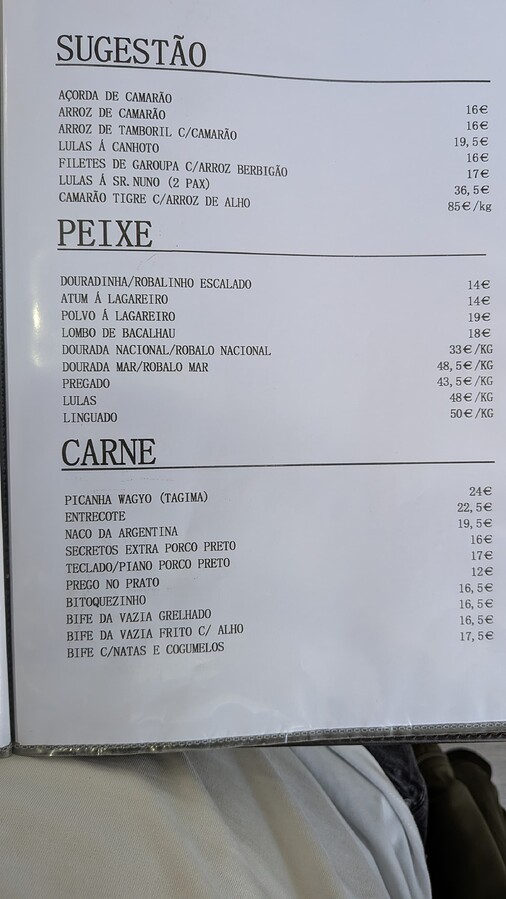 SUGESTÃO
AÇORDA DE CAMARÃO 16€
ARROZ DE CAMARÃO 16€
ARROZ DE TAMBORIL C/CAMARÃO 19,5€
LULAS Á CANHOTO 16€
FILETES DE GAROUPA C/ARROZ BERBIGÃO 17€
LULAS Á SR.NUNO (2 PAX) 36,5€
CAMARÃO TIGRE C/ARROZ DE ALHO 85€/kg
PEIXE
DOURADINHA/ROBALINHO ESCALADO 14€
ATUM Á LAGAREIRO 14€
POLVO Á LAGAREIRO 19€
LOMBO DE BACALHAU 18€
DOURADA NACIONAL/ROBALO NACIONAL 33€/KG
DOURADA MAR/ROBALO MAR 48,5€/KG
PREGADO 43,5€/KG
LULAS 48€/KG
LINGUADO 50€/KG
CARNE
PICANHA WAGYO (TAGIMA) 24€
ENTRECOTE 22,5€
NACO DA ARGENTINA 19,5€
SECRETOS EXTRA PORCO PRETO 16€
TECLADO/PIANO PORCO PRETO 17€
PREGO NO PRATO 12€
BITOQUEZINHO 16,5€
BIFE DA VAZIA GRELHADO 16,5€
BIFE DA VAZIA FRITO C/ ALHO 16,5€
BIFE C/NATAS E COGUMELOS 17,5€